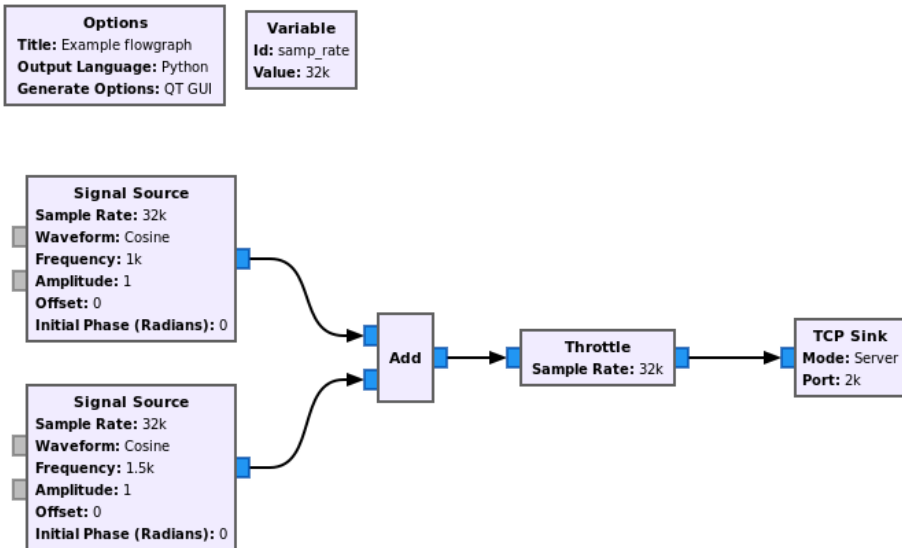 Options
Title: Example flowgraph
Output Language: Python
Generate Options: QT GUI
Variable
Id: samp_rate
Value: 32k
Signal Source
Sample Rate: 32k
Waveform: Cosine
Frequency: 1k
Amplitude: 1
Offset: 0
Initial Phase (Radians): 0
Signal Source
Sample Rate: 32k
Waveform: Cosine
Frequency: 1.5k
Amplitude: 1
Offset: 0
Initial Phase (Radians): 0
Add
Throttle
Sample Rate: 32k
TCP Sink
Mode: Server
Port: 2k